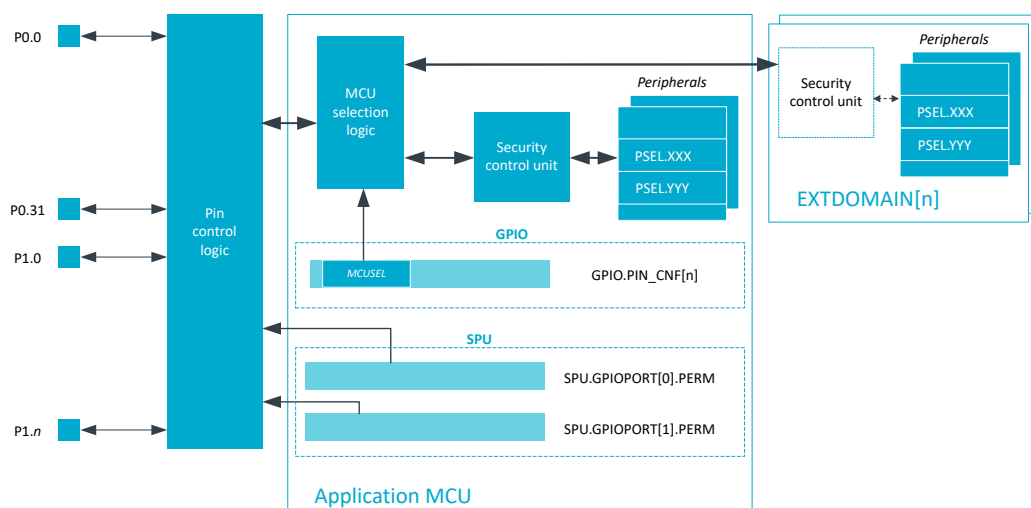 P0.0
P0.31
P1.0
P1.n
Pin
control
logic
MCU
selection
logic
Security
control unit
Peripherals
PSEL.XXX
PSEL.YYY
GPIO
MCUSEL
GPIO.PIN_CNF[n]
SPU
SPU.GPIOPORT[0].PERM
SPU.GPIOPORT[1].PERM
Application MCU
Security
control unit
Peripherals
PSEL.XXX
PSEL.YYY
EXTDOMAIN[n]